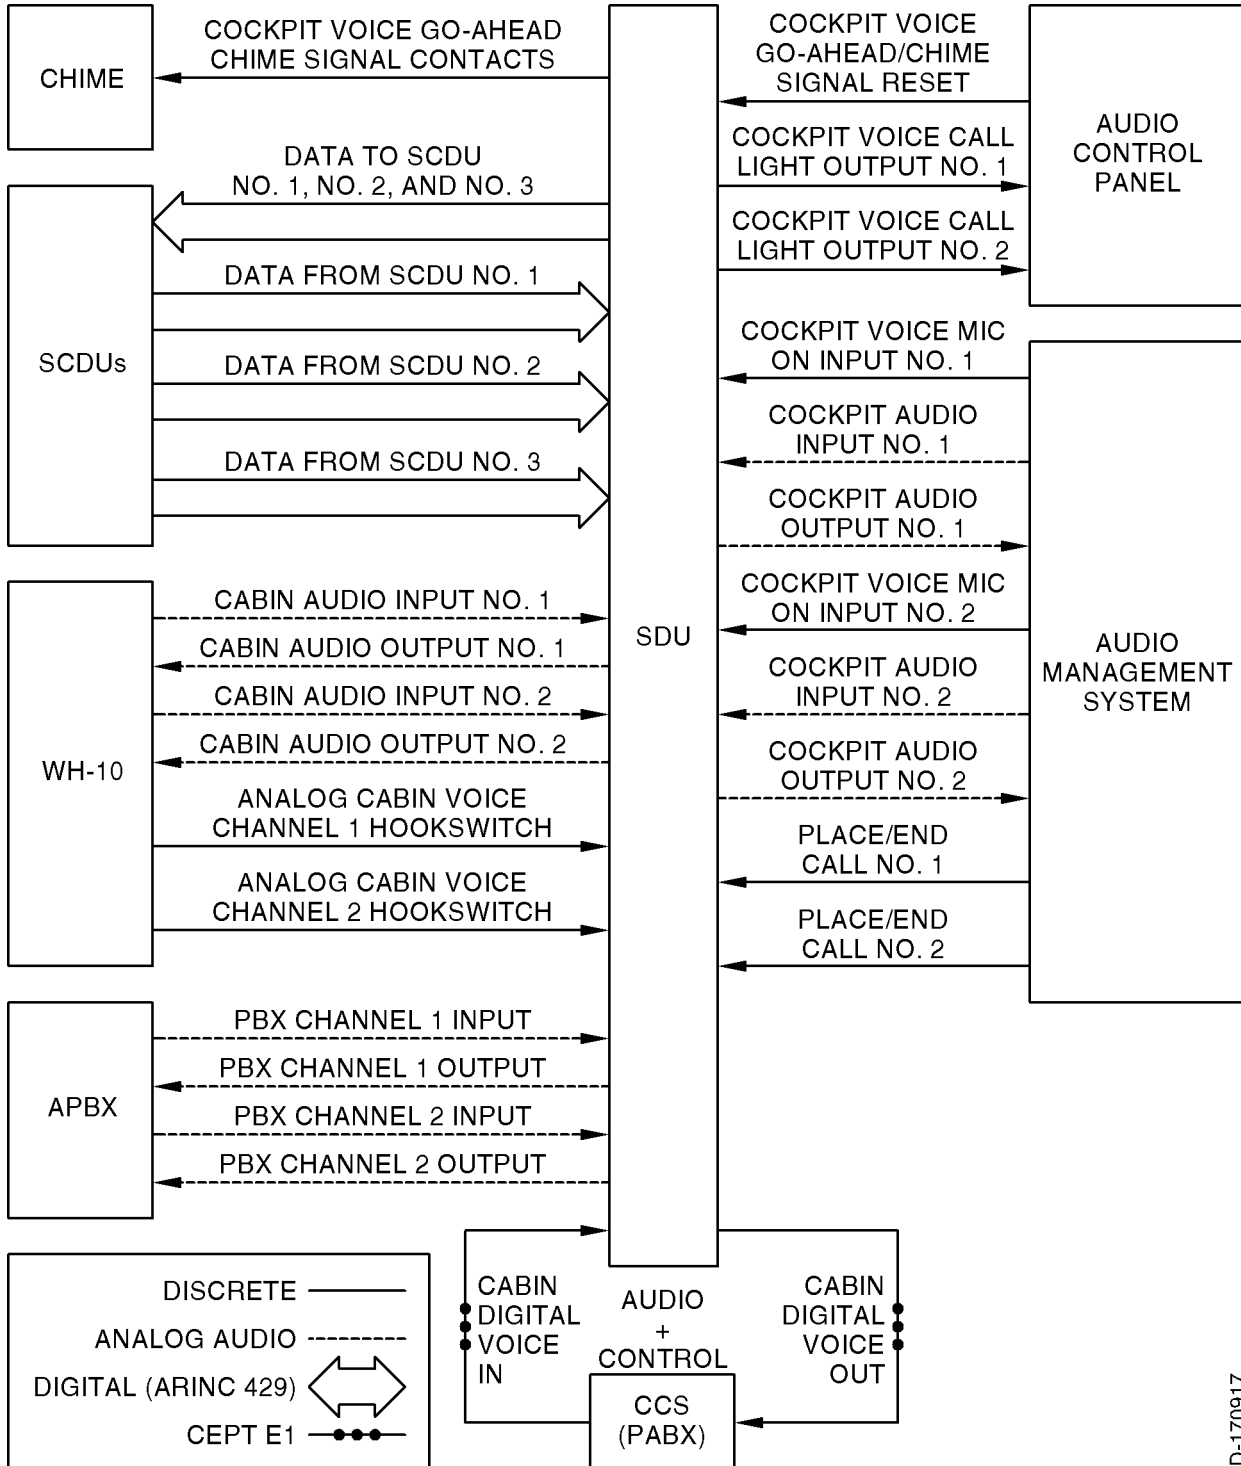 CHIME
COCKPIT VOICE GO-AHEAD
CHIME SIGNAL CONTACTS
COCKPIT VOICE
GO-AHEAD/CHIME
SIGNAL RESET
COCKPIT VOICE CALL
LIGHT OUTPUT NO. 1
COCKPIT VOICE CALL
LIGHT OUTPUT NO. 2
AUDIO
CONTROL
PANEL
SCDUs
DATA TO SCDU
NO. 1, NO. 2, AND NO. 3
DATA FROM SCDU NO. 1
DATA FROM SCDU NO. 2
DATA FROM SCDU NO. 3
SDU
COCKPIT VOICE MIC
ON INPUT NO. 1
COCKPIT AUDIO
INPUT NO. 1
COCKPIT AUDIO
OUTPUT NO. 1
COCKPIT VOICE MIC
ON INPUT NO. 2
COCKPIT AUDIO
INPUT NO. 2
COCKPIT AUDIO
OUTPUT NO. 2
PLACE/END
CALL NO. 1
PLACE/END
CALL NO. 2
AUDIO
MANAGEMENT
SYSTEM
WH-10
CABIN AUDIO INPUT NO. 1
CABIN AUDIO OUTPUT NO. 1
CABIN AUDIO INPUT NO. 2
CABIN AUDIO OUTPUT NO. 2
ANALOG CABIN VOICE
CHANNEL 1 HOOKSWITCH
ANALOG CABIN VOICE
CHANNEL 2 HOOKSWITCH
APBX
PBX CHANNEL 1 INPUT
PBX CHANNEL 1 OUTPUT
PBX CHANNEL 2 INPUT
PBX CHANNEL 2 OUTPUT
DISCRETE
ANALOG AUDIO
DIGITAL (ARINC 429)
CEPT E1
CABIN
DIGITAL
VOICE
IN
AUDIO
+
CONTROL
CABIN
DIGITAL
VOICE
OUT
CCS
(PABX)
D-170917